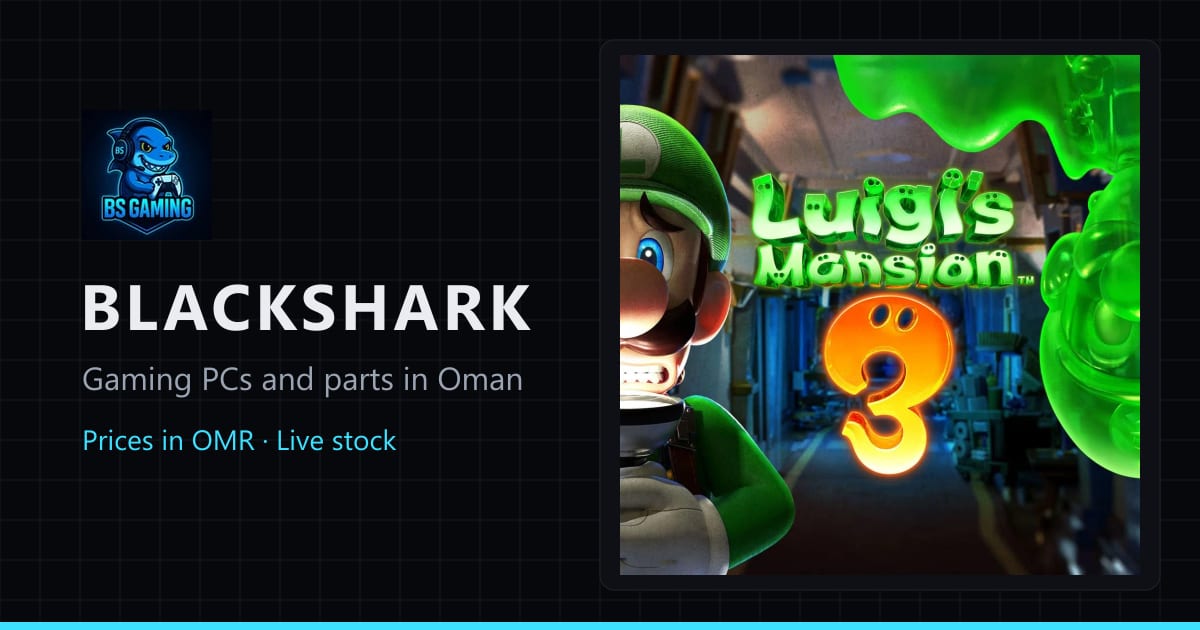 BS
BS GAMING
BLACKSHARK
Gaming PCs and parts in Oman
Prices in OMR · Live stock
Luigi's
Mansion™
3